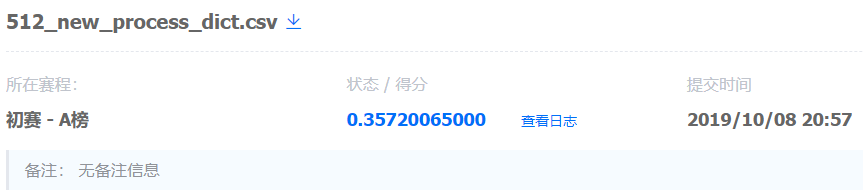 512_new_process_dict.csv
所在赛程: 状态 / 得分 提交时间
初赛 - A榜 0.35720065000 查看日志 2019/10/08 20:57
备注: 无备注信息